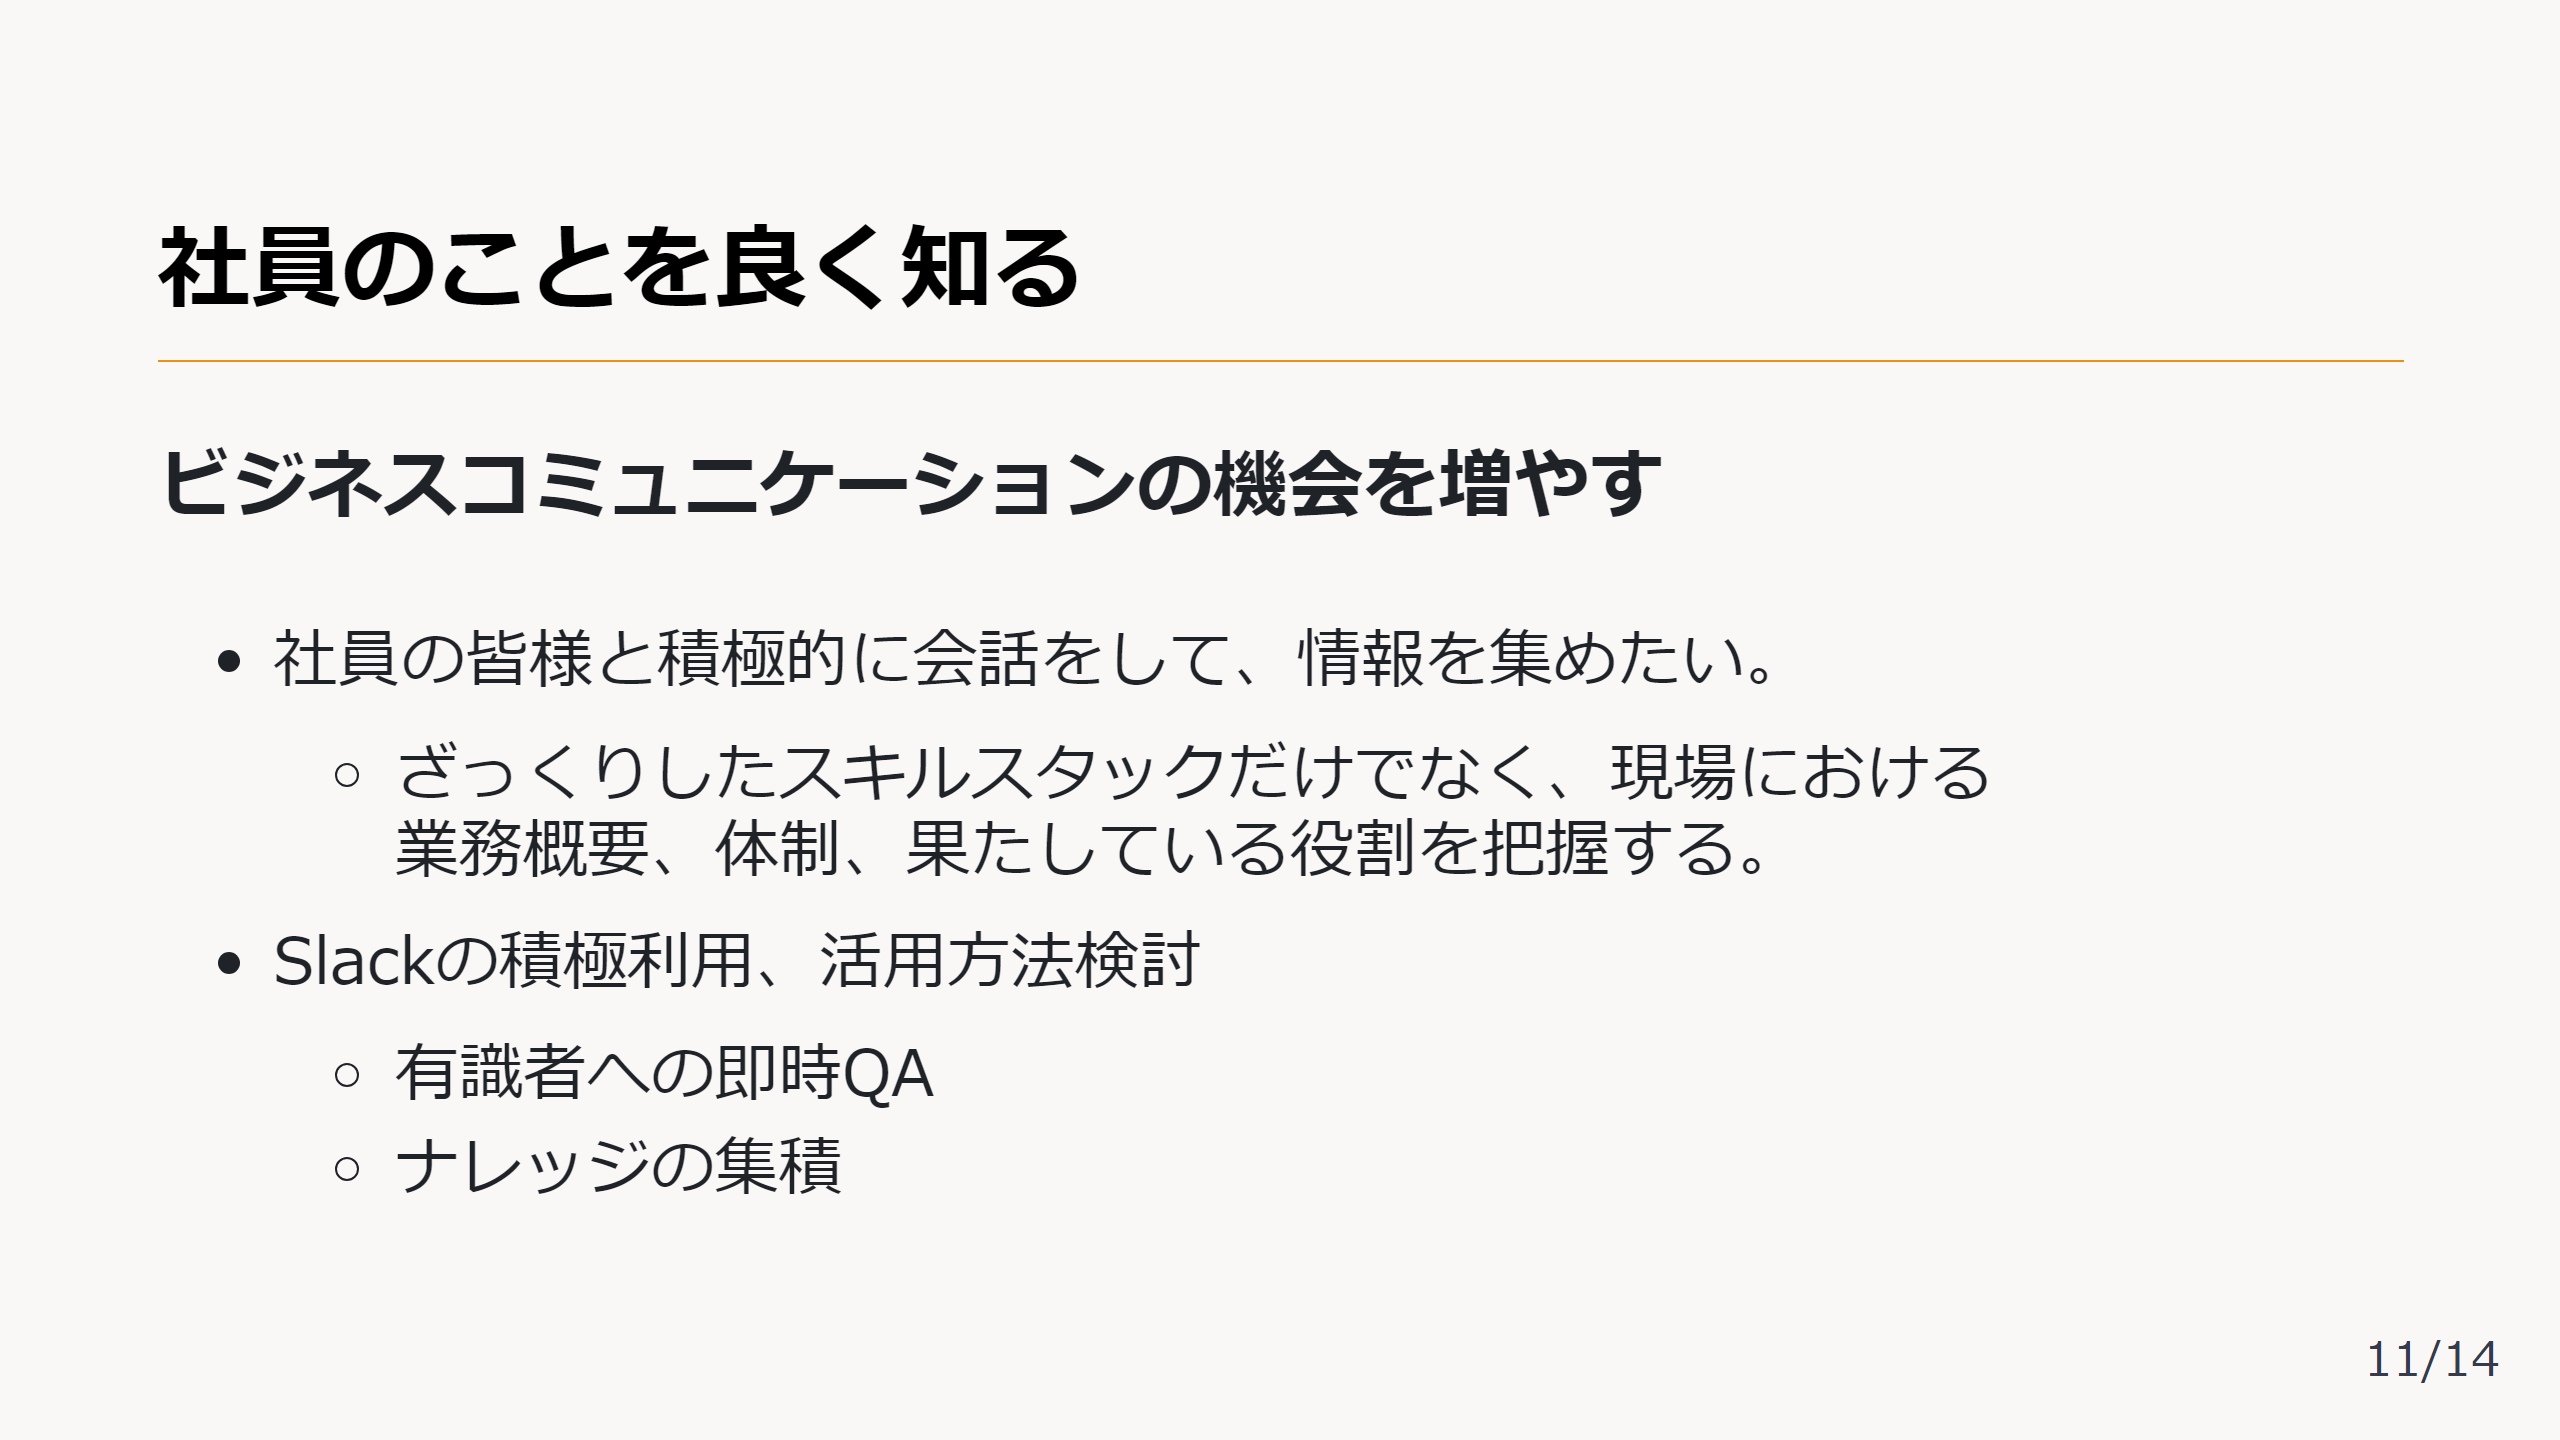 社員のことを良く知る
ビジネスコミュニケーションの機会を増やす
社員の皆様と積極的に会話をして、情報を集めたい。
ざっくりしたスキルスタックだけでなく、現場における
業務概要、体制、果たしている役割を把握する。
Slackの積極利用、活用方法検討
有識者への即時QA
ナレッジの集積
11/14